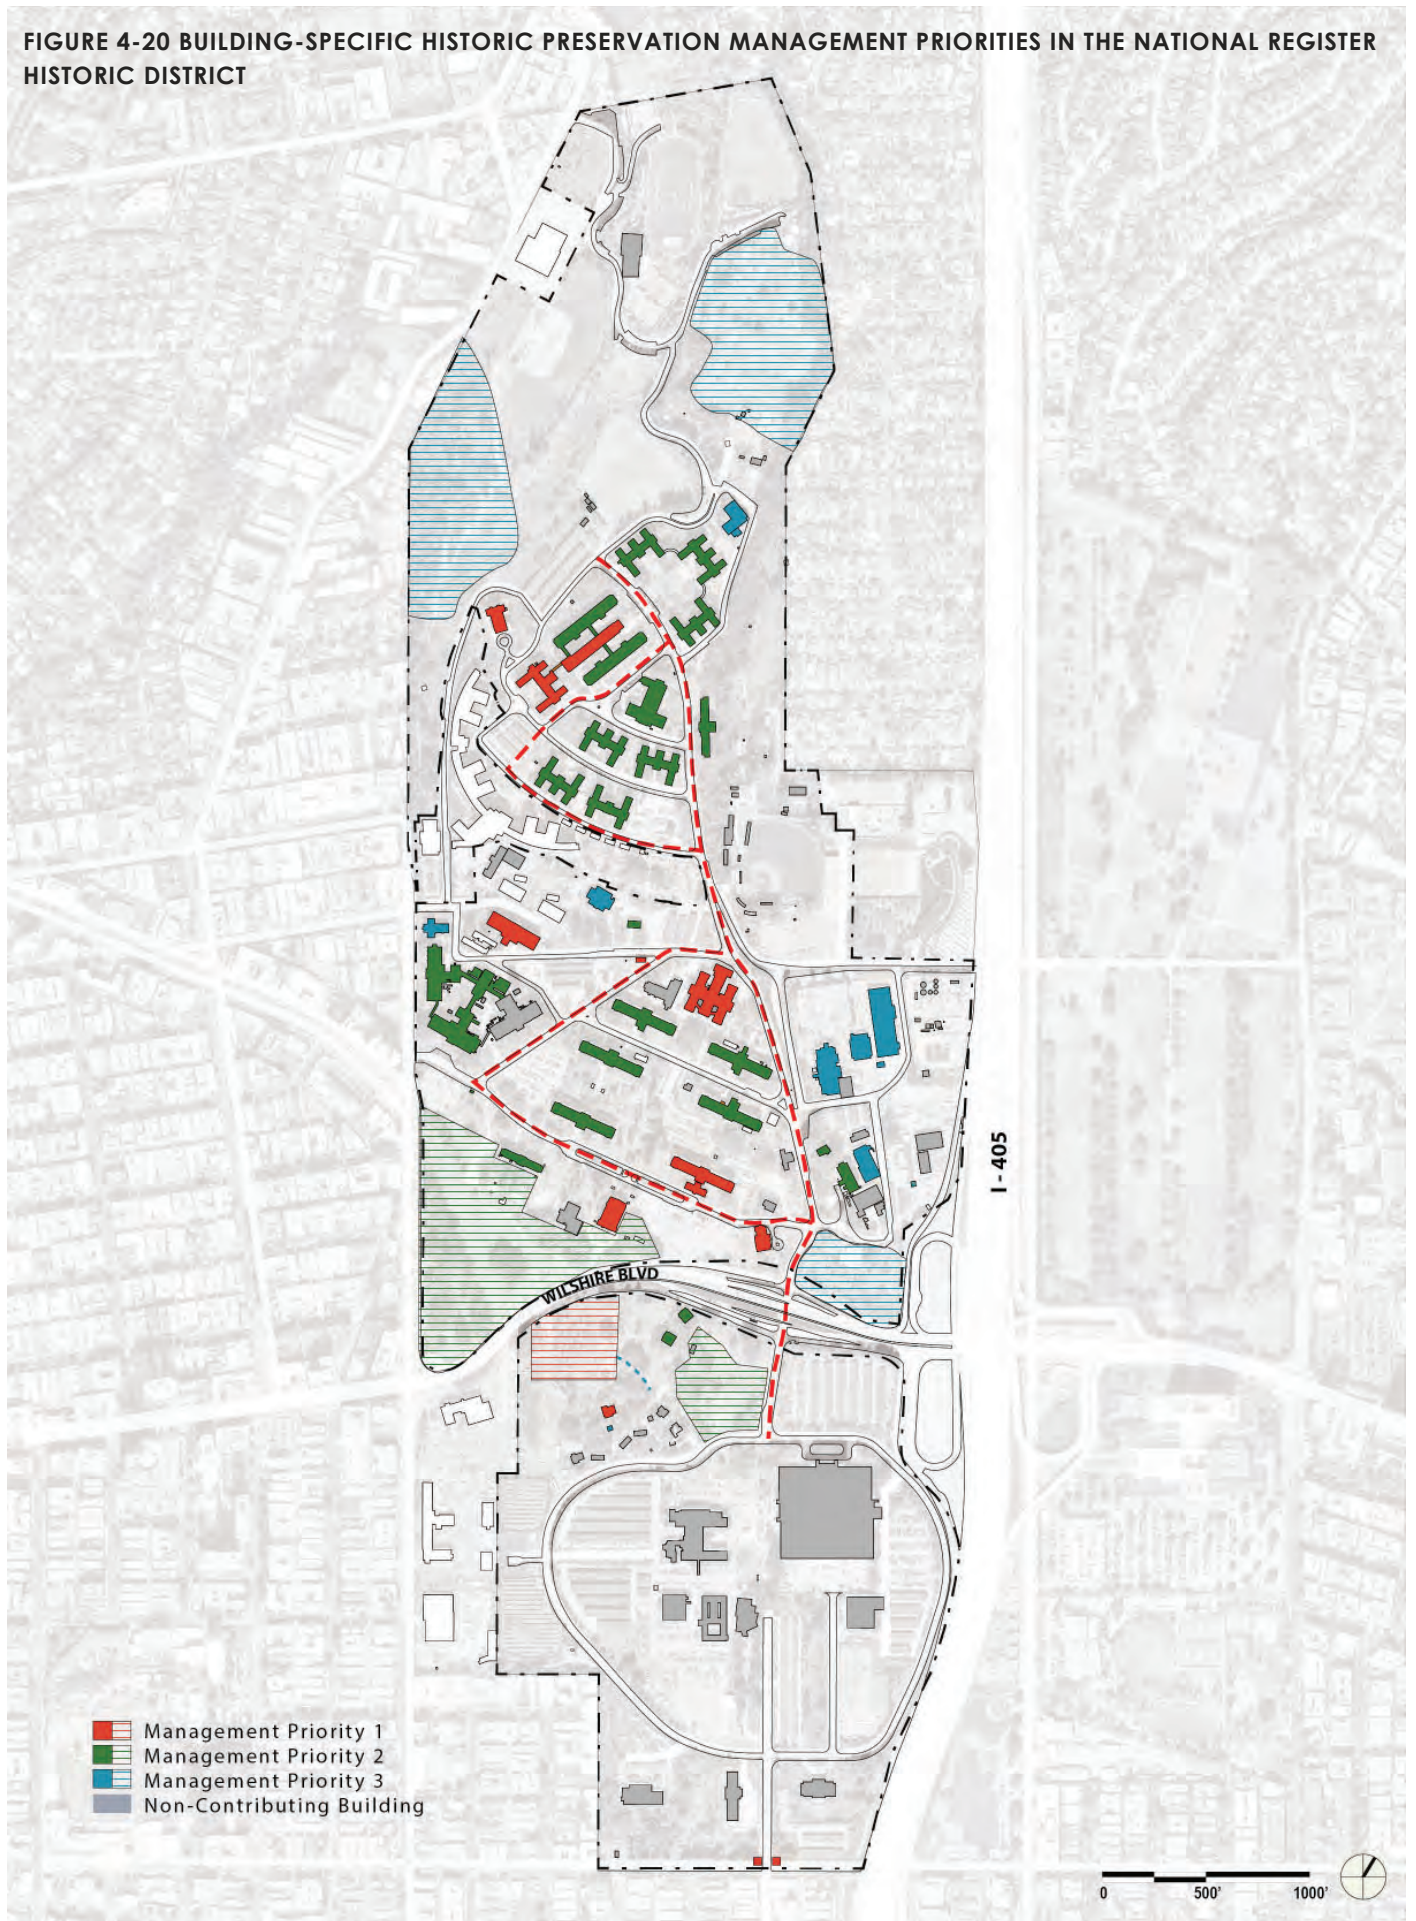 FIGURE 4-20 BUILDING-SPECIFIC HISTORIC PRESERVATION MANAGEMENT PRIORITIES IN THE NATIONAL REGISTER
HISTORIC DISTRICT
I - 405
WILSHIRE BLVD
Management Priority 1
Management Priority 2
Management Priority 3
Non-Contributing Building
0 500' 1000'